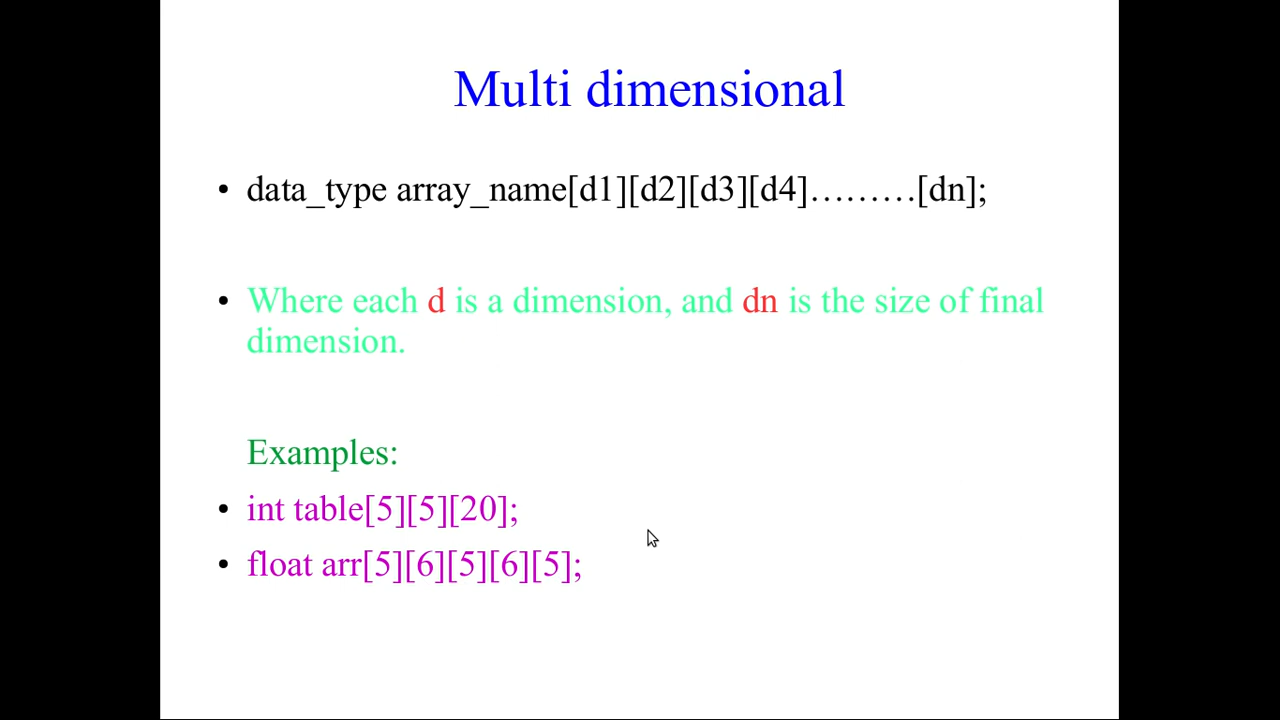 Multi dimensional
• data_type array_name[d1][d2][d3][d4]………[dn];
• Where each d is a dimension, and dn is the size of final
dimension.
Examples:
• int table[5][5][20];
• float arr[5][6][5][6][5];